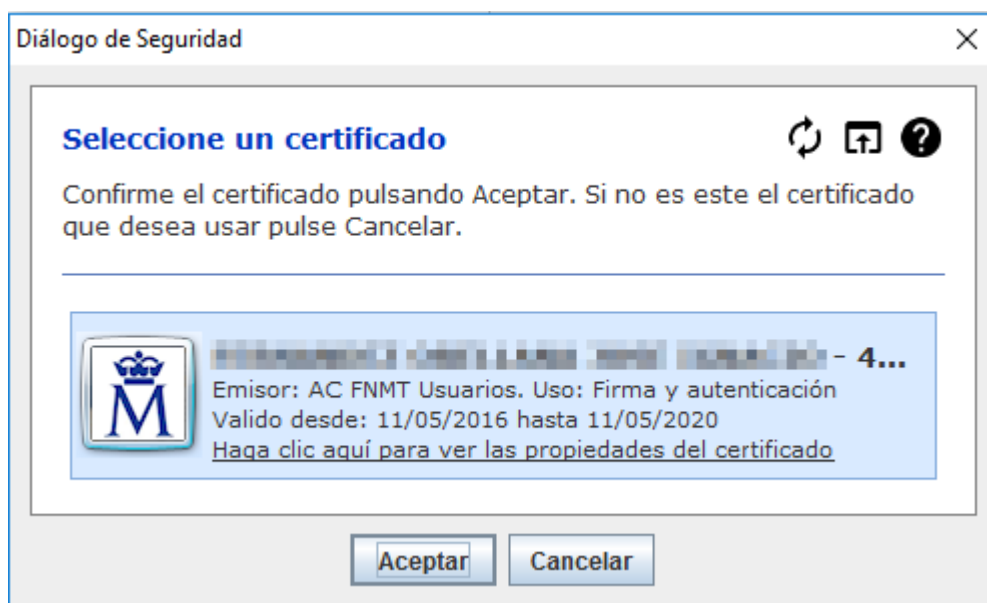 Diálogo de Seguridad
Seleccione un certificado
Confirme el certificado pulsando Aceptar. Si no es este el certificado
que desea usar pulse Cancelar.
- 4...
Emisor: AC FNMT Usuarios. Uso: Firma y autenticación
Valido desde: 11/05/2016 hasta 11/05/2020
Haga clic aquí para ver las propiedades del certificado
Aceptar
Cancelar